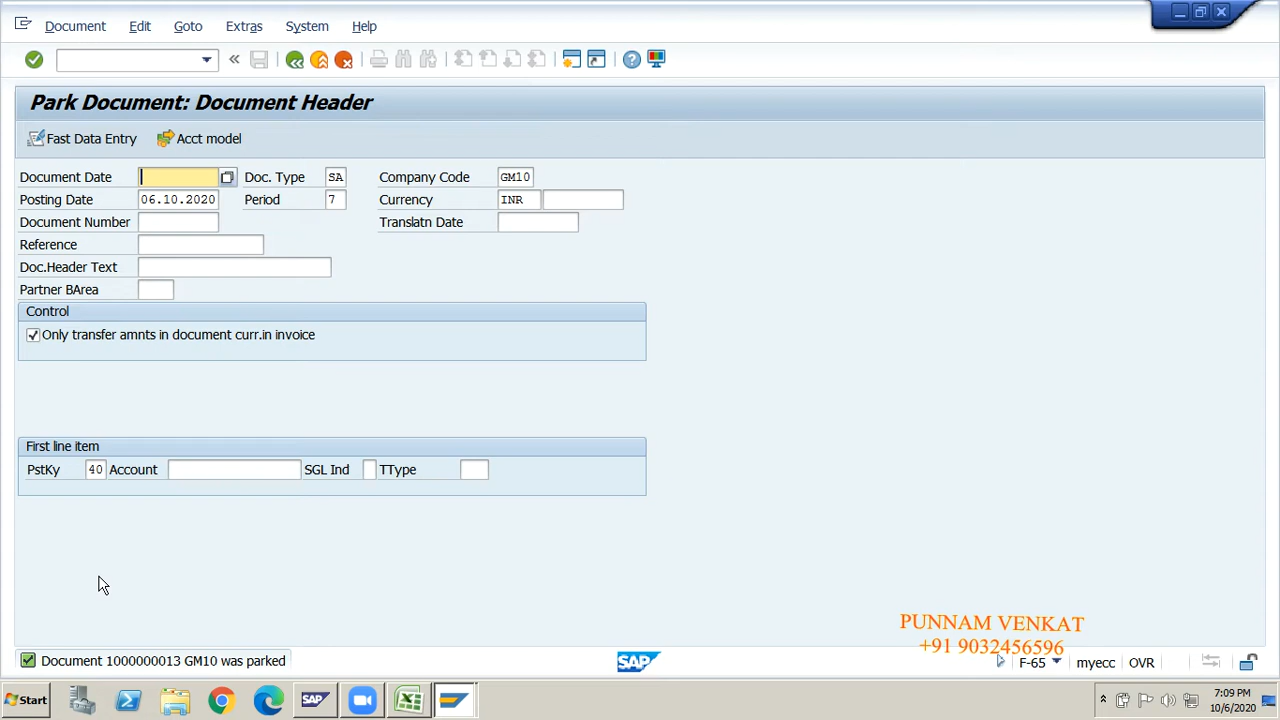 Document Edit Goto Extras System Help
Park Document: Document Header
Fast Data Entry Acct model
Document Date Doc. Type SA Company Code GM10
Posting Date 06.10.2020 Period 7 Currency INR
Document Number Translatn Date
Reference
Doc.Header Text
Partner BArea
Control
Only transfer amnts in document curr.in invoice
First line item
PstKy 40 Account SGL Ind TType
PUNNAM VENKAT
+91 9032456596
Document 1000000013 GM10 was parked SAP F-65 myecc OVR
Start SAP 7:09 PM
10/6/2020